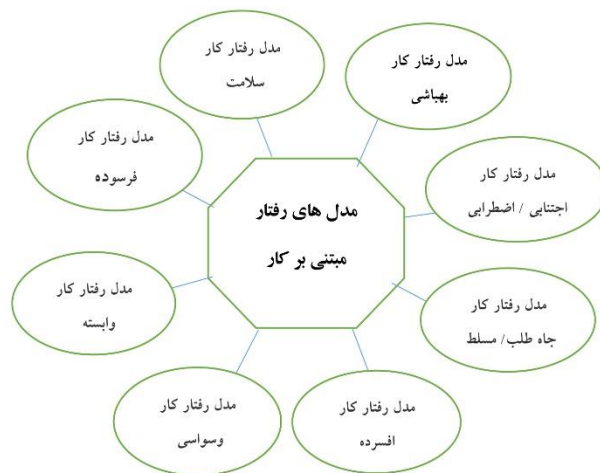 مدل های رفتار
مبتنی بر کار
مدل رفتار کار
بهباشی
مدل رفتار کار
اجتنابی / اضطرابی
مدل رفتار کار
جاه طلب/ مسلط
مدل رفتار کار
افسرده
مدل رفتار کار
وسواسی
مدل رفتار کار
وابسته
مدل رفتار کار
فرسوده
مدل رفتار کار
سلامت